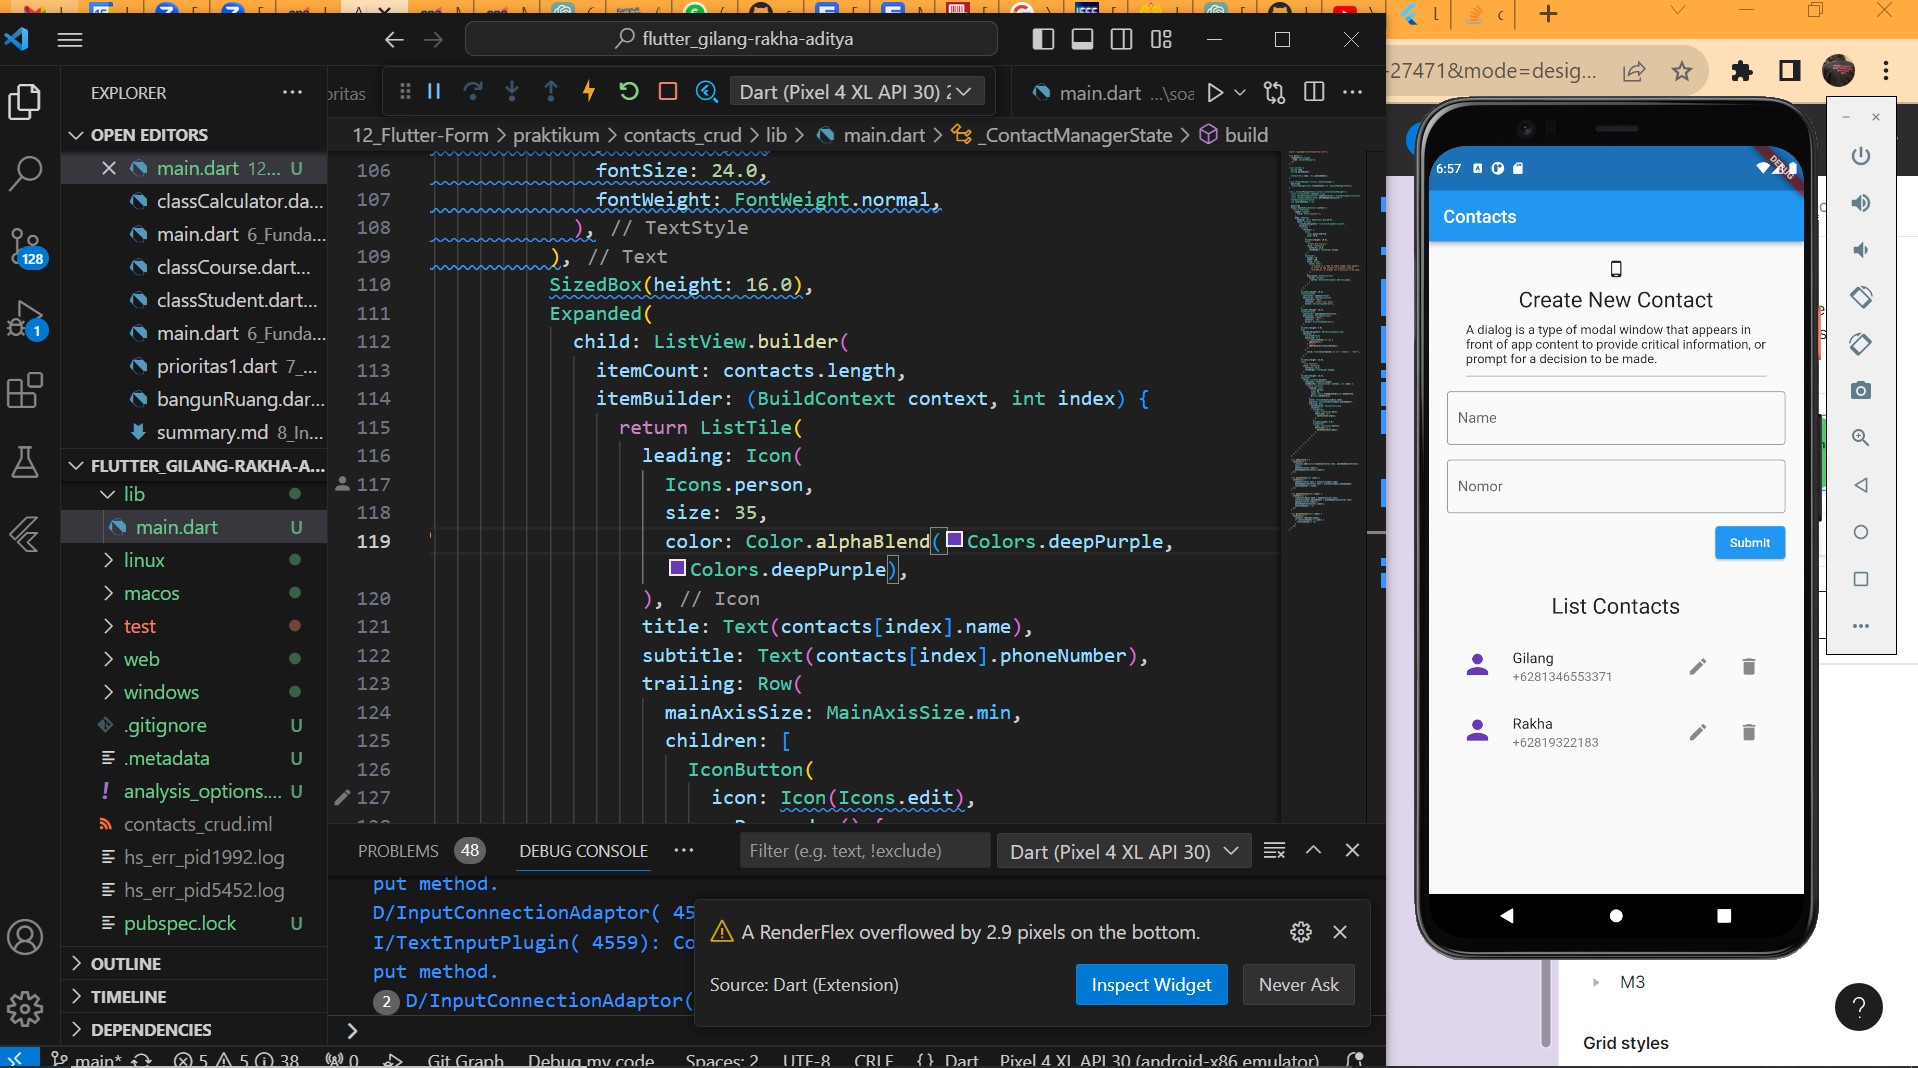 flutter_gilang-rakha-aditya
-27471&mode=desig...
EXPLORER
Dart (Pixel 4 XL API 30)
main.dart ...\soa
OPEN EDITORS
main.dart 12... U
classCalculator.da...
main.dart 6_Funda...
classCourse.dart...
classStudent.dart...
main.dart 6_Funda...
prioritas1.dart 7_...
bangunRuang.dar...
summary.md 8_In...
128
1
FLUTTER_GILANG-RAKHA-A...
lib
main.dart U
linux
macos
test
web
windows
.gitignore U
.metadata U
analysis_options.... U
contacts_crud.iml
hs_err_pid1992.log
hs_err_pid5452.log
pubspec.lock U
OUTLINE
TIMELINE
DEPENDENCIES
12_Flutter-Form > praktikum > contacts_crud > lib > main.dart > _ContactManagerState > build
106 fontSize: 24.0,
107 fontWeight: FontWeight.normal,
108 ), // TextStyle
109 ), // Text
110 SizedBox(height: 16.0),
111 Expanded(
112 child: ListView.builder(
113 itemCount: contacts.length,
114 itemBuilder: (BuildContext context, int index) {
115 return ListTile(
116 leading: Icon(
117 Icons.person,
118 size: 35,
119 color: Color.alphaBlend(Colors.deepPurple,
Colors.deepPurple),
120 ), // Icon
121 title: Text(contacts[index].name),
122 subtitle: Text(contacts[index].phoneNumber),
123 trailing: Row(
124 mainAxisSize: MainAxisSize.min,
125 children: [
126 IconButton(
127 icon: Icon(Icons.edit),
PROBLEMS 48 DEBUG CONSOLE ...
Filter (e.g. text, !exclude)
Dart (Pixel 4 XL API 30)
put method.
D/InputConnectionAdaptor( 45
I/TextInputPlugin( 4559): Co
put method.
2 D/InputConnectionAdaptor(
A RenderFlex overflowed by 2.9 pixels on the bottom.
Source: Dart (Extension)
Inspect Widget
Never Ask
main* 5 5 38 0 Git Graph Debug my code Spaces: 2 UTF-8 CRLF {} Dart Pixel 4 XL API 30 (android-x86 emulator)
6:57
DEBUG
Contacts
Create New Contact
A dialog is a type of modal window that appears in
front of app content to provide critical information, or
prompt for a decision to be made.
Name
Nomor
Submit
List Contacts
Gilang
+6281346553371
Rakha
+62819322183
M3
Grid styles
?